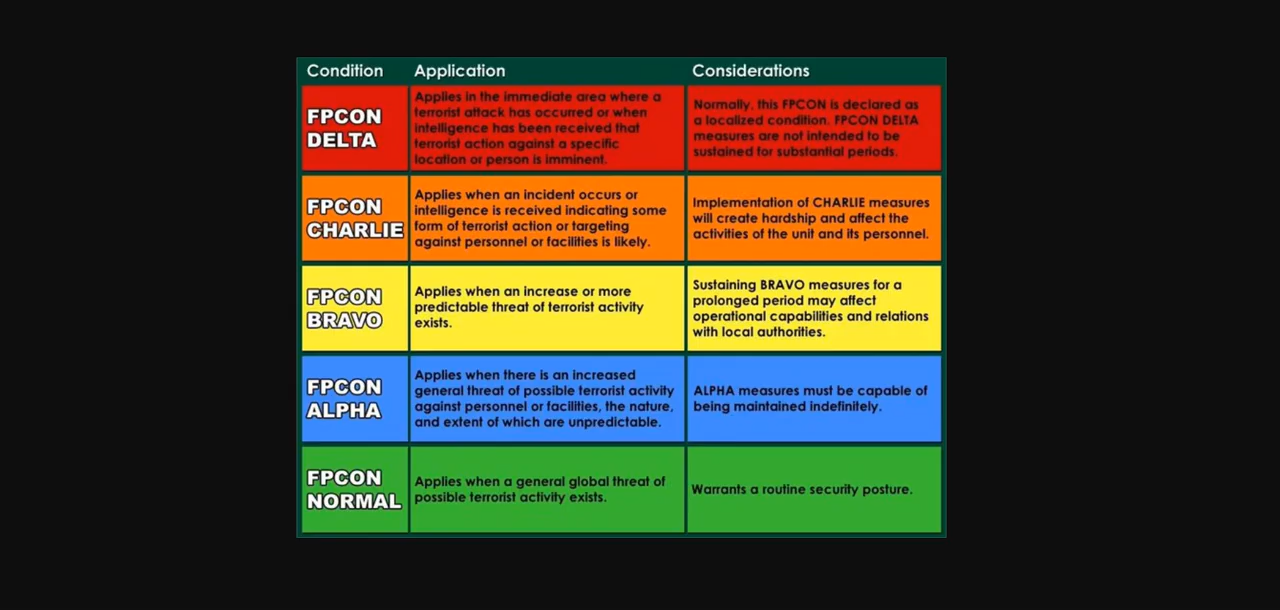 Condition Application Considerations
FPCON
DELTA
Applies in the immediate area where a
terrorist attack has occurred or when
intelligence has been received that
terrorist action against a specific
location or person is imminent.
Normally, this FPCON is declared as
a localized condition. FPCON DELTA
measures are not intended to be
sustained for substantial periods.
FPCON
CHARLIE
Applies when an incident occurs or
intelligence is received indicating some
form of terrorist action or targeting
against personnel or facilities is likely.
Implementation of CHARLIE measures
will create hardship and affect the
activities of the unit and its personnel.
FPCON
BRAVO
Applies when an increase or more
predictable threat of terrorist activity
exists.
Sustaining BRAVO measures for a
prolonged period may affect
operational capabilities and relations
with local authorities.
FPCON
ALPHA
Applies when there is an increased
general threat of possible terrorist activity
against personnel or facilities, the nature,
and extent of which are unpredictable.
ALPHA measures must be capable of
being maintained indefinitely.
FPCON
NORMAL
Applies when a general global threat of
possible terrorist activity exists.
Warrants a routine security posture.